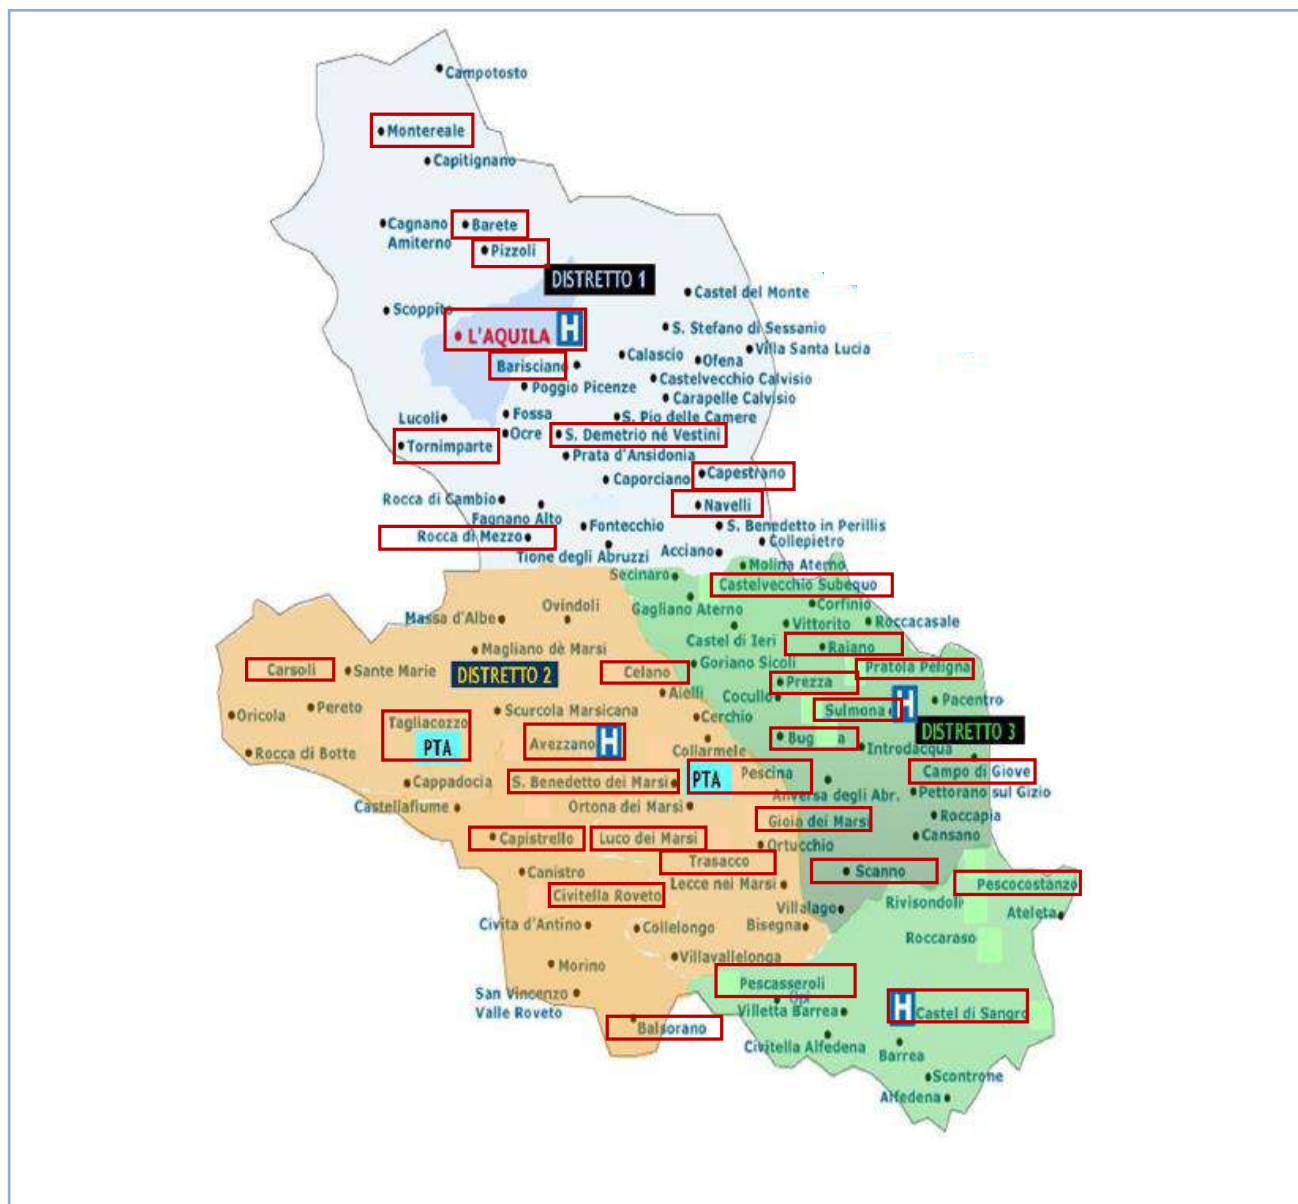 Campotosto
Montereale
Capitignano
Cagnano
Amiterno
Barete
Pizzoli
DISTRETTO 1
Castel del Monte
Scoppito
L'AQUILA H
S. Stefano di Sessanio
Villa Santa Lucia
Calascio
Ofena
Barisciano
Castelvecchio Calvisio
Poggio Picenze
Carapelle Calvisio
Lucoli
Fossa
S. Pio delle Camere
Ocre
S. Demetrio né Vestini
Tornimparte
Prata d'Ansidonia
Caporciano
Capestrano
Rocca di Cambio
Navelli
Fagnano Alto
Fontecchio
S. Benedetto in Perillis
Rocca di Mezzo
Collepietro
Tione degli Abruzzi
Acciano
Molina Aterno
Secinaro
Castelvecchio Subequo
Gagliano Aterno
Corfinio
Massa d'Albe
Ovindoli
Vittorito
Roccacasale
Castel di Ieri
Raiano
Magliano dè Marsi
Goriano Sicoli
Pratola Peligna
Carsoli
Sante Marie
DISTRETTO 2
Celano
Prezza
Aielli
Cocullo
Pacentro
Oricola
Pereto
Scurcola Marsicana
Cerchio
Sulmona H
Tagliacozzo
PTA
DISTRETTO 3
Avezzano H
Collarmele
Bug a
Introdacqua
Rocca di Botte
Cappadocia
S. Benedetto dei Marsi
PTA Pescina
Campo di Giove
Anversa degli Abr.
Pettorano sul Gizio
Castellafiume
Ortona dei Marsi
Gioia dei Marsi
Roccapia
Capistrello
Luco dei Marsi
Ortucchio
Cansano
Trasacco
Canistro
Scanno
Lecce nei Marsi
Pescocostanzo
Civitella Roveto
Villalago
Rivisondoli
Ateleta
Civita d'Antino
Collelongo
Bisegna
Roccaraso
Morino
Villavallelonga
Pescasseroli
San Vincenzo
Valle Roveto
Opi
Villetta Barrea
H Castel di Sangro
Balsorano
Civitella Alfedena
Barrea
Scontrone
Alfedena